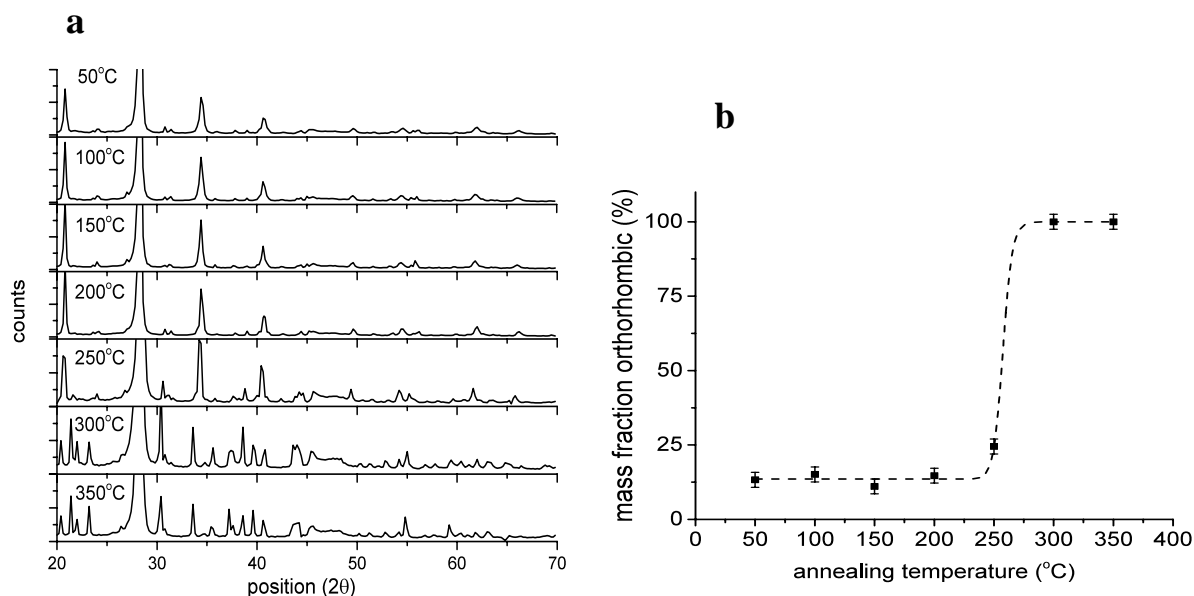 a
50°C
100°C
150°C
200°C
250°C
300°C
350°C
counts
20 30 40 50 60 70
position (2θ)
b
mass fraction orthorhombic (%)
100
75
50
25
0
0 50 100 150 200 250 300 350 400
annealing temperature (°C)